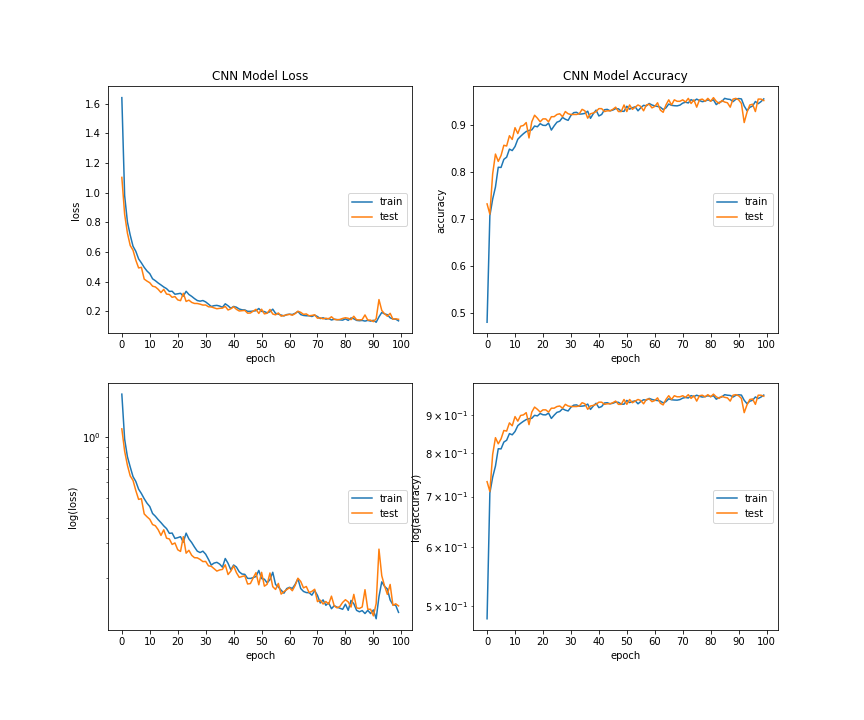 CNN Model Loss
1.6
1.4
1.2
1.0
0.8
0.6
0.4
0.2
loss
train
test
0 10 20 30 40 50 60 70 80 90 100
epoch
CNN Model Accuracy
0.9
0.8
0.7
0.6
0.5
accuracy
train
test
0 10 20 30 40 50 60 70 80 90 100
epoch
10⁰
log(loss)
train
test
0 10 20 30 40 50 60 70 80 90 100
epoch
9 × 10⁻¹
8 × 10⁻¹
7 × 10⁻¹
6 × 10⁻¹
5 × 10⁻¹
log(accuracy)
train
test
0 10 20 30 40 50 60 70 80 90 100
epoch